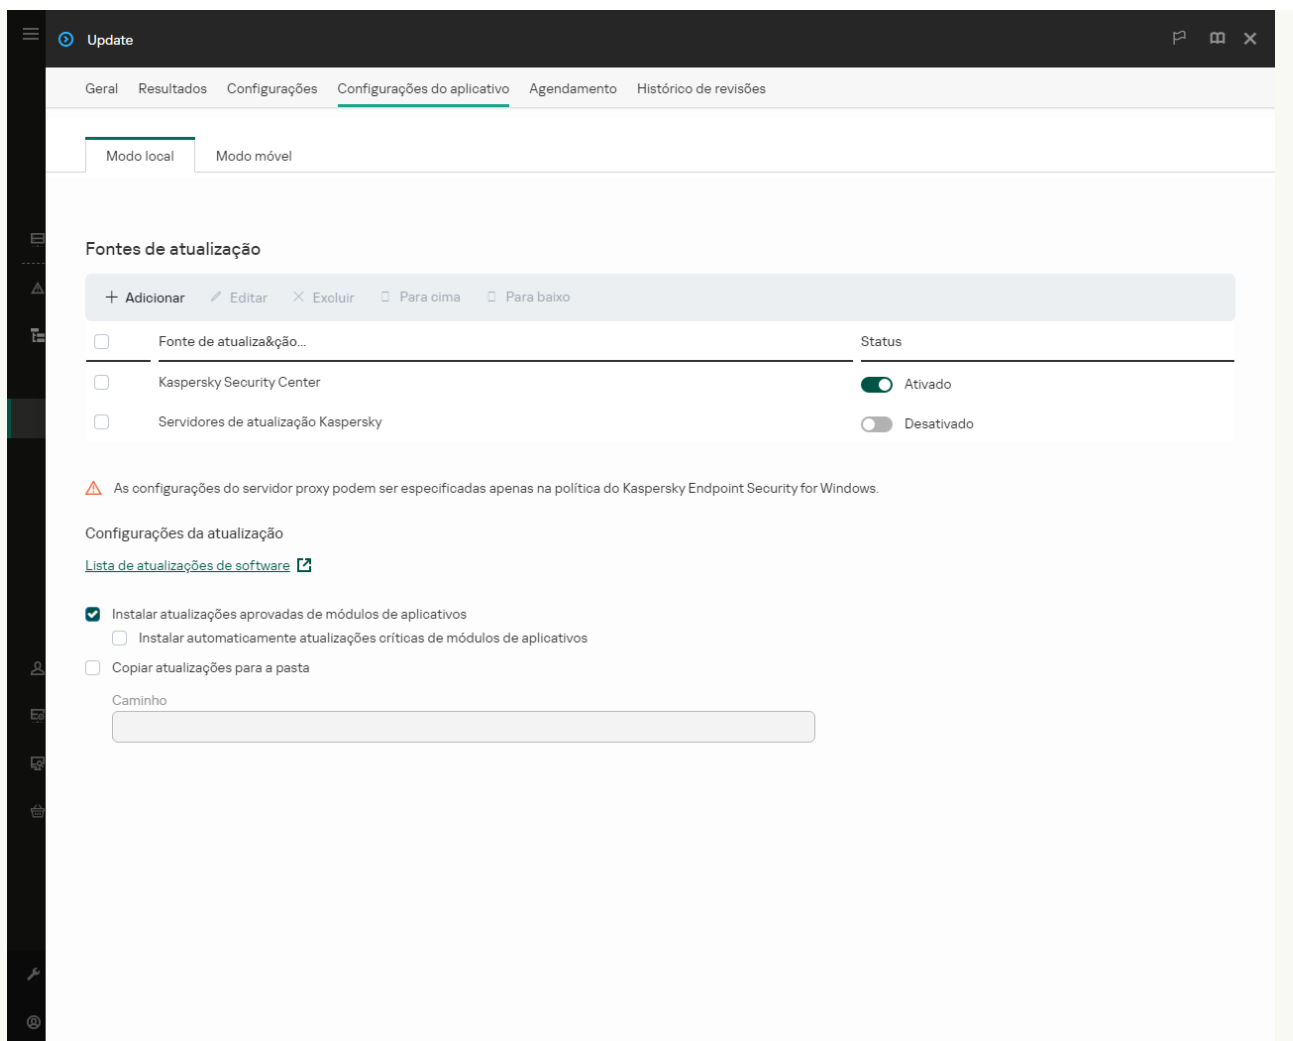 Update
Geral Resultados Configurações Configurações do aplicativo Agendamento Histórico de revisões
Modo local Modo móvel
Fontes de atualização
Adicionar Editar Excluir Para cima Para baixo
Fonte de atualiza&ção... Status
Kaspersky Security Center Ativado
Servidores de atualização Kaspersky Desativado
As configurações do servidor proxy podem ser especificadas apenas na política do Kaspersky Endpoint Security for Windows.
Configurações da atualização
Lista de atualizações de software
Instalar atualizações aprovadas de módulos de aplicativos
Instalar automaticamente atualizações críticas de módulos de aplicativos
Copiar atualizações para a pasta
Caminho